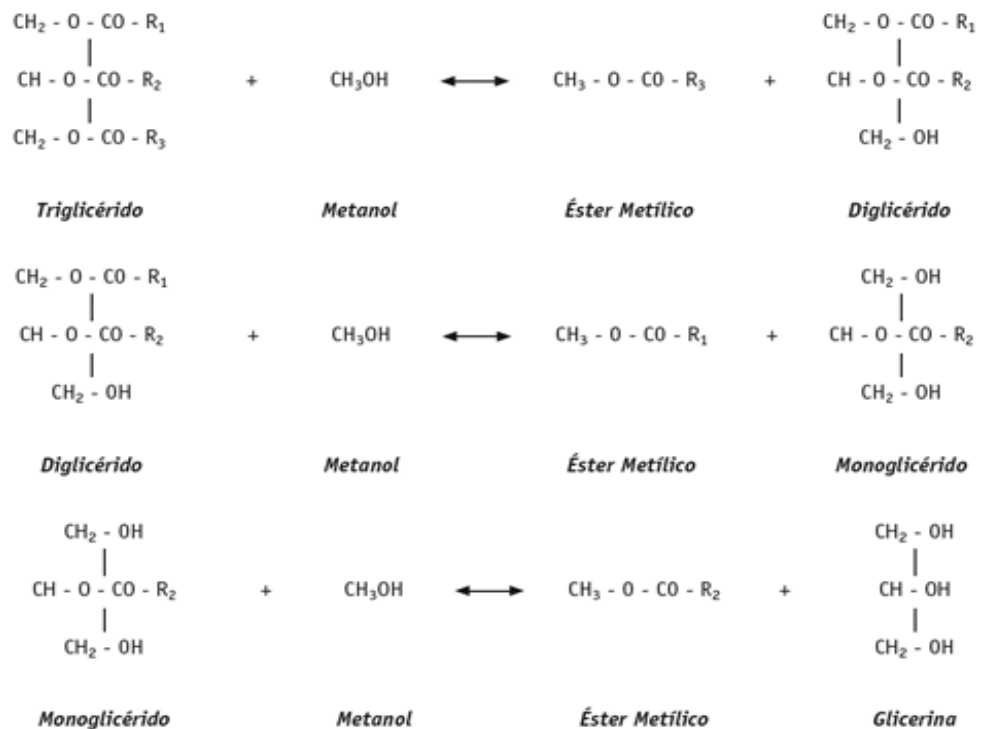 CH₂ - O - CO - R₁ CH₂ - O - CO - R₁
| |
CH - O - CO - R₂ + CH₃OH ⟷ CH₃ - O - CO - R₃ + CH - O - CO - R₂
| |
CH₂ - O - CO - R₃ CH₂ - OH
Triglicérido Metanol Éster Metílico Diglicérido
CH₂ - O - CO - R₁ CH₂ - OH
| |
CH - O - CO - R₂ + CH₃OH ⟷ CH₃ - O - CO - R₁ + CH - O - CO - R₂
| |
CH₂ - OH CH₂ - OH
Diglicérido Metanol Éster Metílico Monoglicérido
CH₂ - OH CH₂ - OH
| |
CH - O - CO - R₂ + CH₃OH ⟷ CH₃ - O - CO - R₂ + CH - OH
| |
CH₂ - OH CH₂ - OH
Monoglicérido Metanol Éster Metílico Glicerina